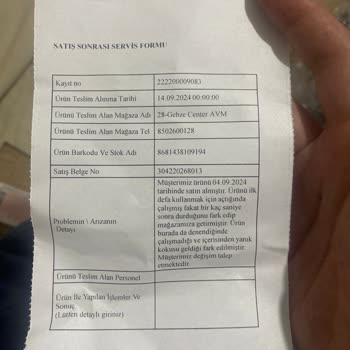 SATIŞ SONRASI SERVİS FORMU
Kayıt no 222200009083
Ürün Teslim Alınma Tarihi 14.09.2024 00:00:00
Ürünü Teslim Alan Mağaza Adı 28-Gebze Center AVM
Ürünü Teslim Alan Mağaza Tel 8502600128
Ürün Barkodu Ve Stok Adı 8681438109194
Satış Belge No 304220268013
Problemin \ Arızanın
Detayı
Müşterimiz ürünü 04.09.2024
tarihinde satın almıştır. Ürünü ilk
defa kullanmak için açtığında
çalışmış fakat bir kaç saniye
sonra durduğunu fark edip
mağazamıza getirmiştir. Ürün
burada da denendiğinde
çalışmadığı ve içerisinden yanık
kokusu geldiği fark edilmiştir.
Müşterimiz değişim talep
etmektedir.
Ürünü Teslim Alan Personel
Ürün İle Yapılan İşlemler Ve
Sonuç
(Lütfen detaylı giriniz)